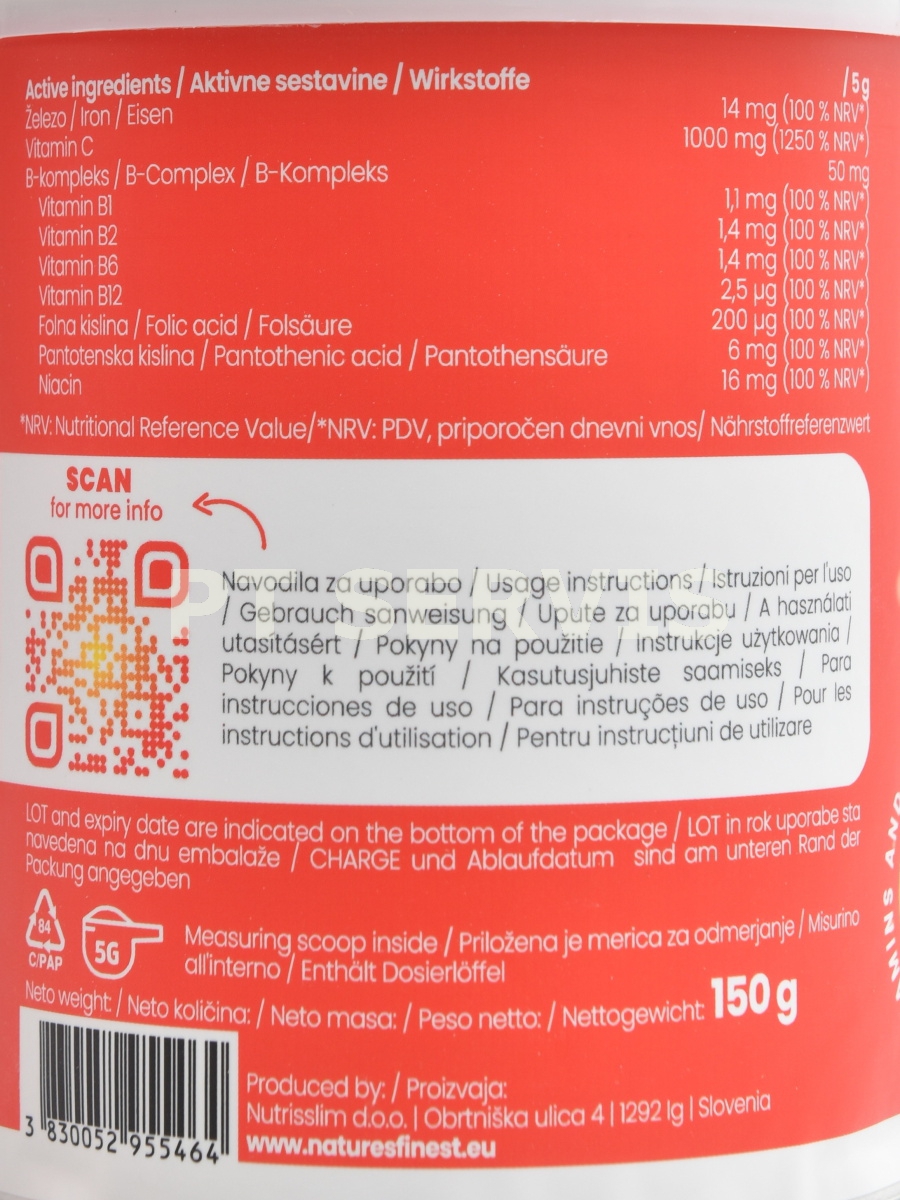 Active ingredients / Aktivne sestavine / Wirkstoffe /5g
Železo / Iron / Eisen 14 mg (100 % NRV*)
Vitamin C 1000 mg (1250 % NRV*)
B-kompleks / B-Complex / B-Kompleks 50 mg
Vitamin B1 1,1 mg (100 % NRV*)
Vitamin B2 1,4 mg (100 % NRV*)
Vitamin B6 1,4 mg (100 % NRV*)
Vitamin B12 2,5 µg (100 % NRV*)
Folna kislina / Folic acid / Folsäure 200 µg (100 % NRV*)
Pantotenska kislina / Pantothenic acid / Pantothensäure 6 mg (100 % NRV*)
Niacin 16 mg (100 % NRV*)
*NRV: Nutritional Reference Value/*NRV: PDV, priporočen dnevni vnos/ Nährstoffreferenzwert
SCAN
for more info
Navodila za uporabo / Usage instructions / Istruzioni per l'uso
/ Gebrauch sanweisung / Upute za uporabu / A használati
utasításért / Pokyny na použitie / Instrukcje użytkowania /
Pokyny k použití / Kasutusjuhiste saamiseks / Para
instrucciones de uso / Para instruções de uso / Pour les
instructions d'utilisation / Pentru instrucțiuni de utilizare
PT SERVIS
LOT and expiry date are indicated on the bottom of the package / LOT in rok uporabe sta
navedena na dnu embalaže / CHARGE und Ablaufdatum sind am unteren Rand der
Packung angegeben
84
C/PAP
5G
Measuring scoop inside / Priložena je merica za odmerjanje / Misurino
all'interno / Enthält Dosierlöffel
Neto weight: / Neto količina: / Neto masa: / Peso netto: / Nettogewicht: 150 g
Produced by: / Proizvaja:
Nutrisslim d.o.o. | Obrtniška ulica 4 | 1292 Ig | Slovenia
www.naturesfinest.eu
3 830052 955464